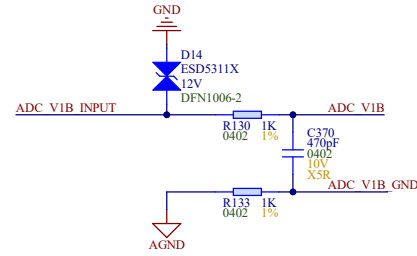 GND
D14
ESD5311X
12V
DFN1006-2
ADC_V1B_INPUT
ADC_V1B
R130 1K
0402 1%
C370
470pF
0402
10V
X5R
ADC_V1B_GND
R133 1K
0402 1%
AGND